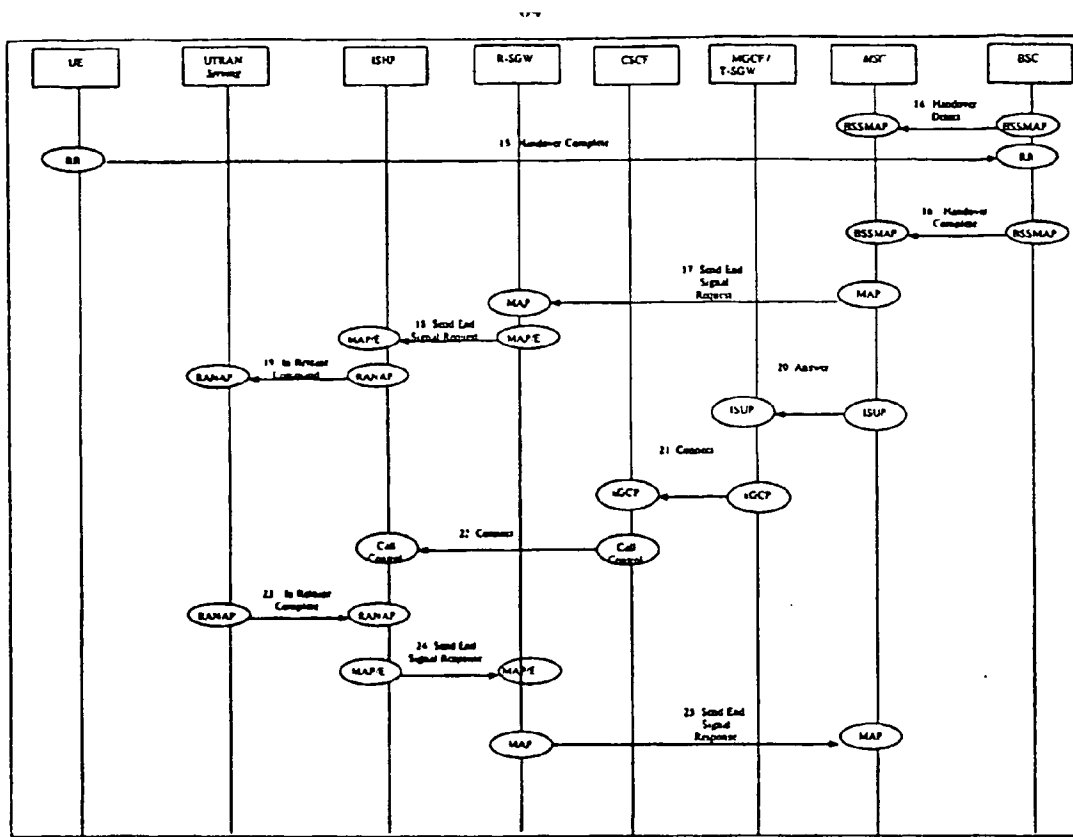 UE
UTRAN
Serving
ISHF
R-SGW
CSCF
MGCF /
T-SGW
MSC
BSC
14 Handover
Detect
BSSMAP
BSSMAP
15 Handover Complete
RR
RR
16 Handover
Complete
BSSMAP
BSSMAP
17 Send End
Signal
Request
MAP
MAP
18 Send End
Signal Request
MAP/E
MAP/E
19 Iu Release
Command
RANAP
RANAP
20 Answer
ISUP
ISUP
21 Connect
xGCP
xGCP
22 Connect
Call
Control
Call
Control
23 Iu Release
Complete
RANAP
RANAP
24 Send End
Signal Response
MAP/E
MAP/E
25 Send End
Signal
Response
MAP
MAP